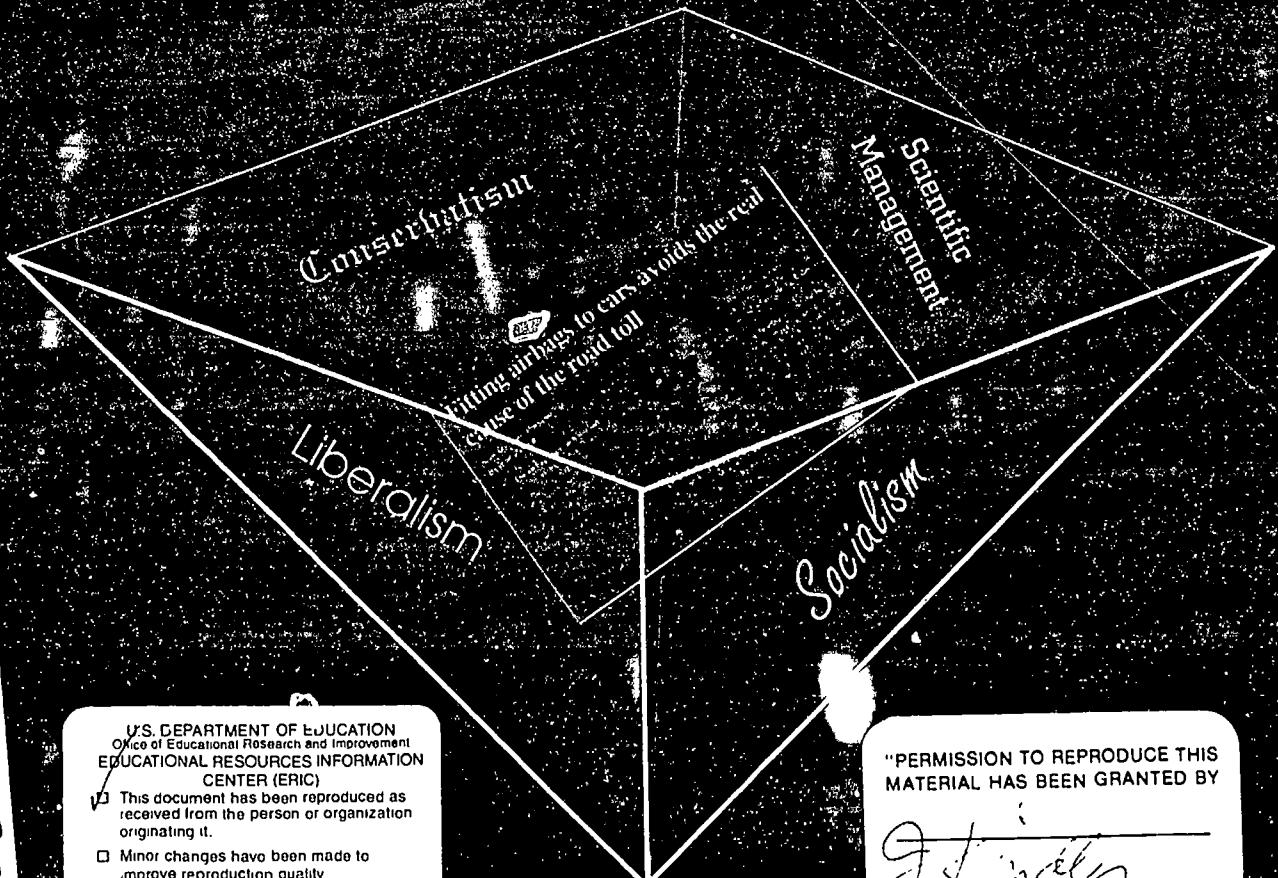 Conservatism
Scientific
Management
Fitting airbags to cars avoids the real
cause of the road toll
Liberalism
Socialism
U.S. DEPARTMENT OF EDUCATION
Office of Educational Research and Improvement
EDUCATIONAL RESOURCES INFORMATION
CENTER (ERIC)
This document has been reproduced as
received from the person or organization
originating it.
Minor changes have been made to
improve reproduction quality
"PERMISSION TO REPRODUCE THIS
MATERIAL HAS BEEN GRANTED BY